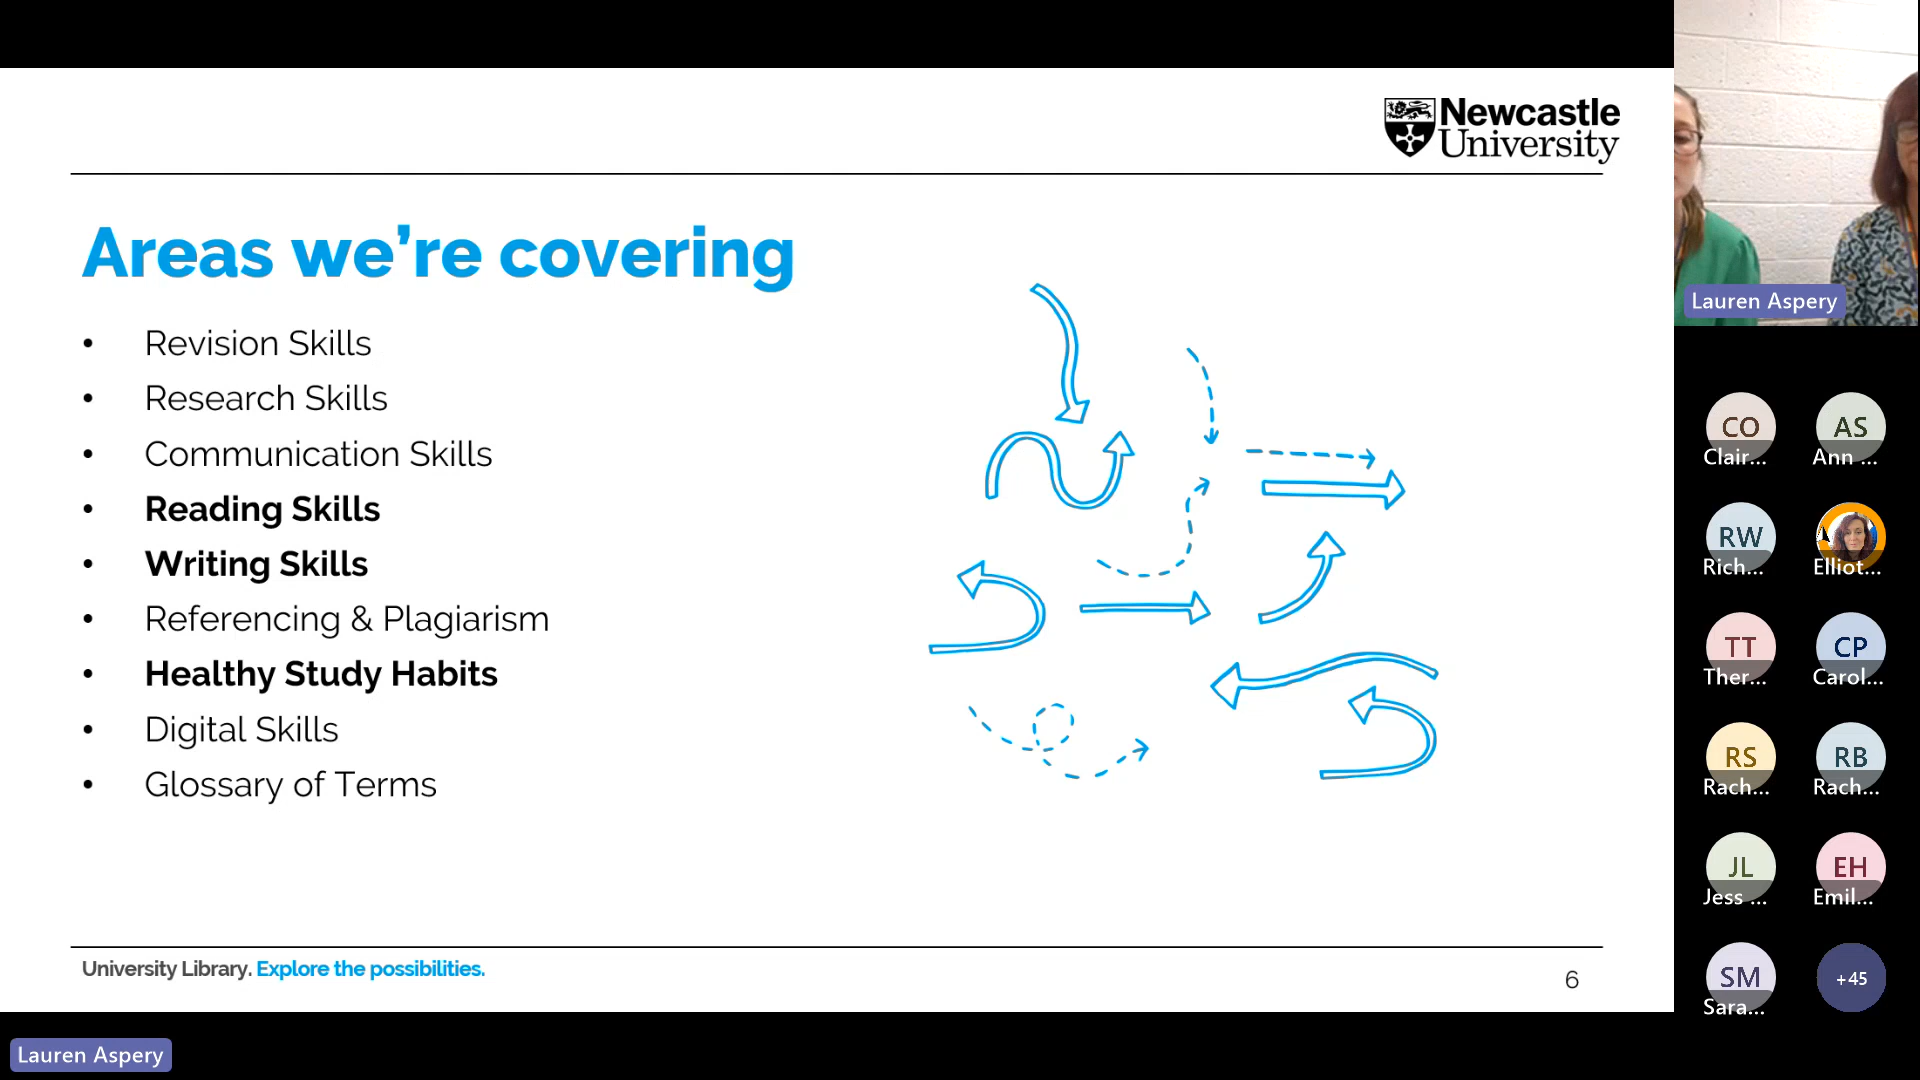 Newcastle
University
Areas we're covering
• Revision Skills
• Research Skills
• Communication Skills
• Reading Skills
• Writing Skills
• Referencing & Plagiarism
• Healthy Study Habits
• Digital Skills
• Glossary of Terms
University Library. Explore the possibilities.
6
Lauren Aspery
Lauren Aspery
CO AS
Clair... Ann ...
RW
Rich... Elliot...
TT CP
Ther... Carol...
RS RB
Rach... Rach...
JL EH
Jess ... Emil...
SM +45
Sara...